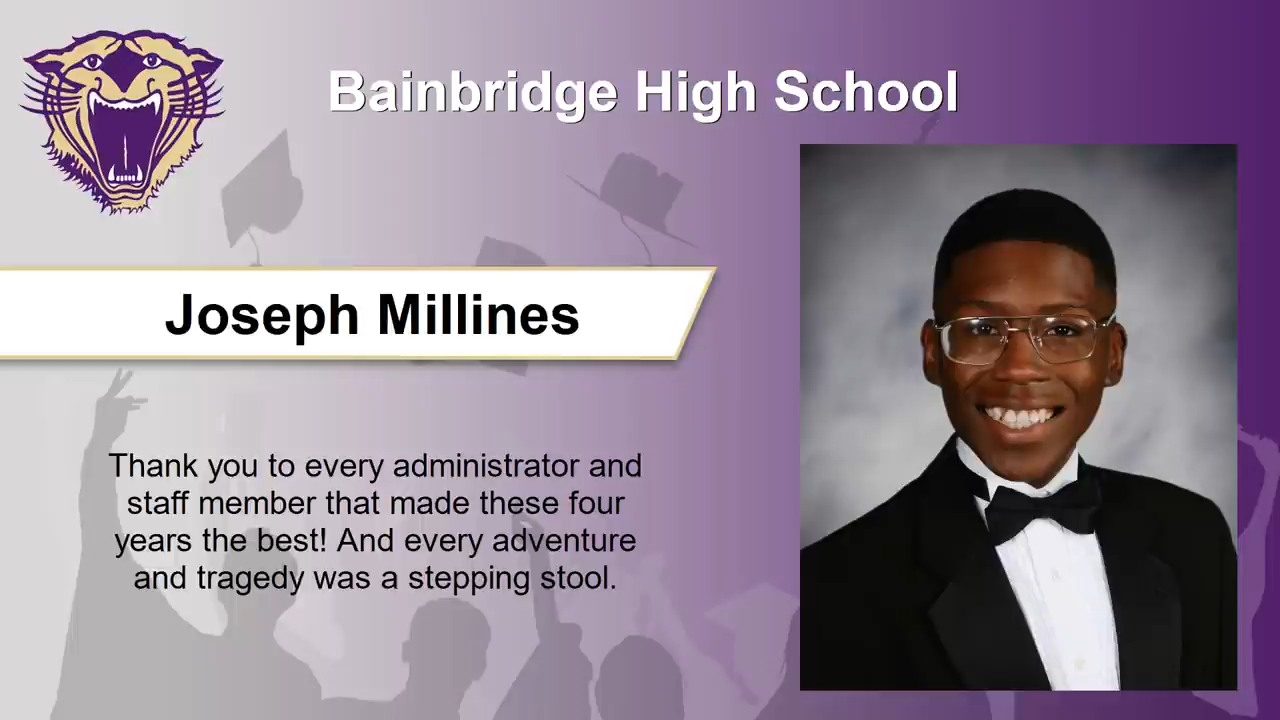 Bainbridge High School
Joseph Millines
Thank you to every administrator and
staff member that made these four
years the best! And every adventure
and tragedy was a stepping stool.